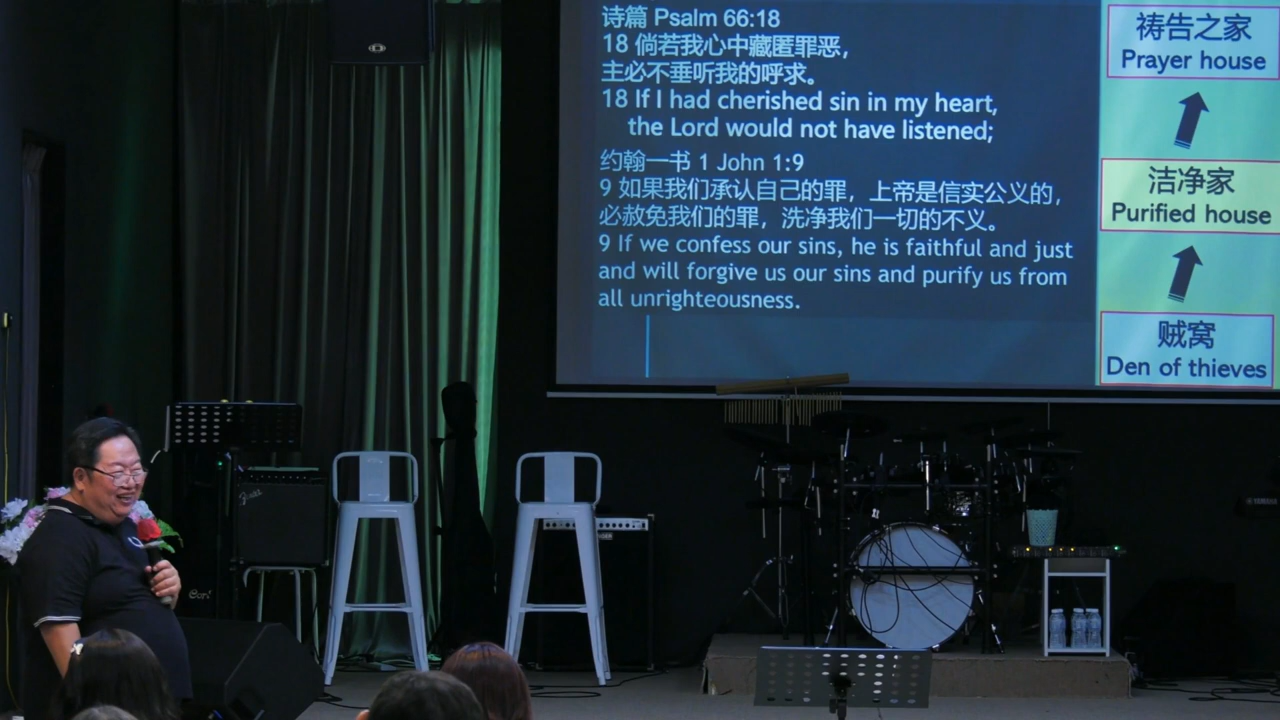 诗篇 Psalm 66:18
18 倘若我心中藏匿罪恶，
主必不垂听我的呼求。
18 If I had cherished sin in my heart,
the Lord would not have listened;
约翰一书 1 John 1:9
9 如果我们承认自己的罪，上帝是信实公义的，
必赦免我们的罪，洗净我们一切的不义。
9 If we confess our sins, he is faithful and just
and will forgive us our sins and purify us from
all unrighteousness.
祷告之家
Prayer house
洁净家
Purified house
贼窝
Den of thieves
Fender
YAMAHA